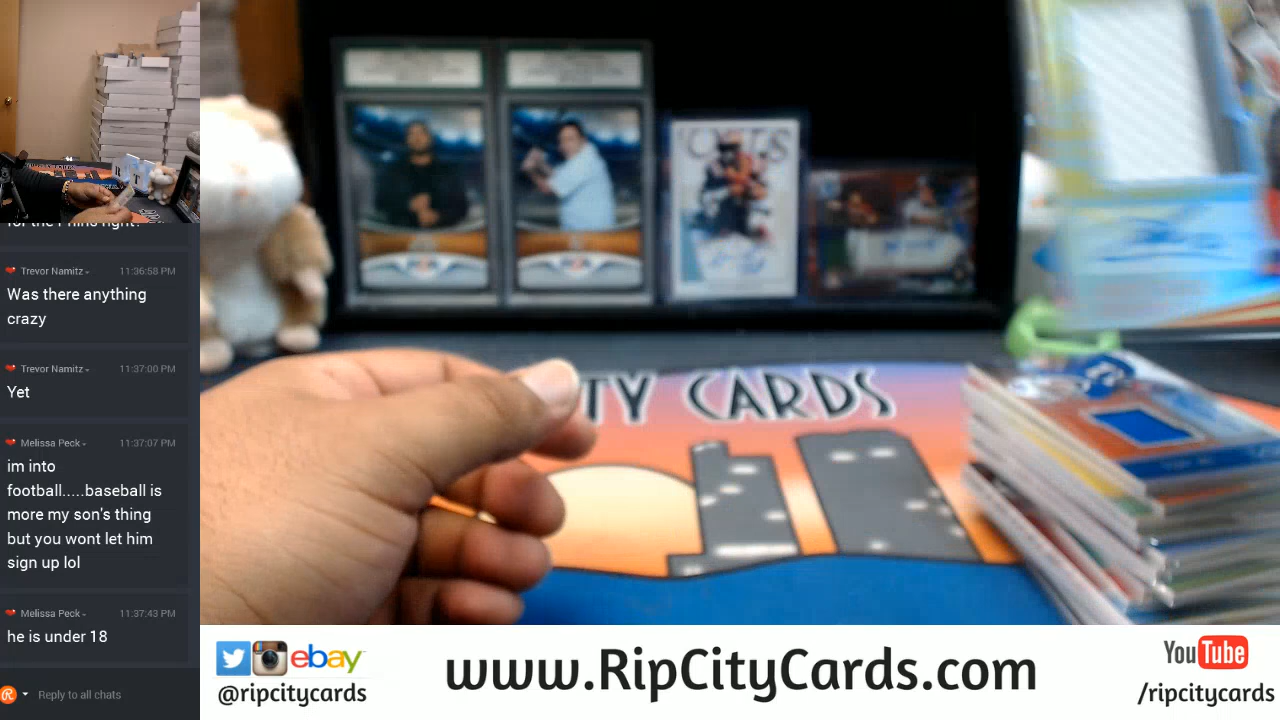 Trevor Namitz 11:36:58 PM
Was there anything
crazy
Trevor Namitz 11:37:00 PM
Yet
Melissa Peck 11:37:07 PM
im into
football.....baseball is
more my son's thing
but you wont let him
sign up lol
Melissa Peck 11:37:43 PM
he is under 18
Reply to all chats
TY CARDS
ebay
@ripcitycards
www.RipCityCards.com
YouTube
/ripcitycards